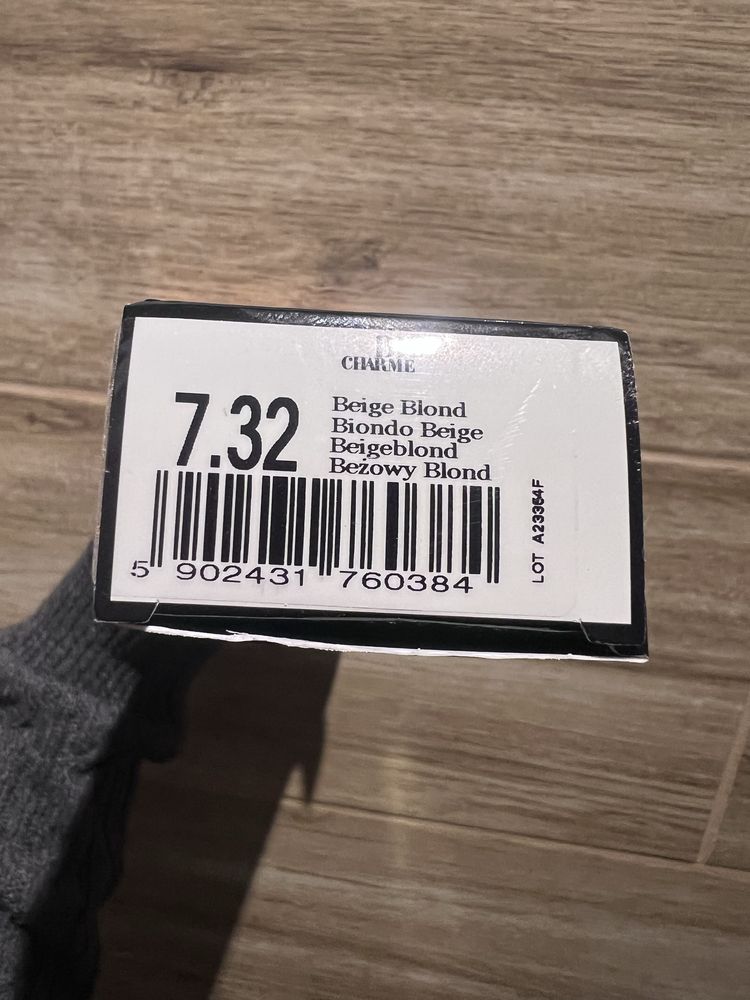 CHARME
7.32
Beige Blond
Biondo Beige
Beigeblond
Beżowy Blond
5 902431 760384
LOT A23354F